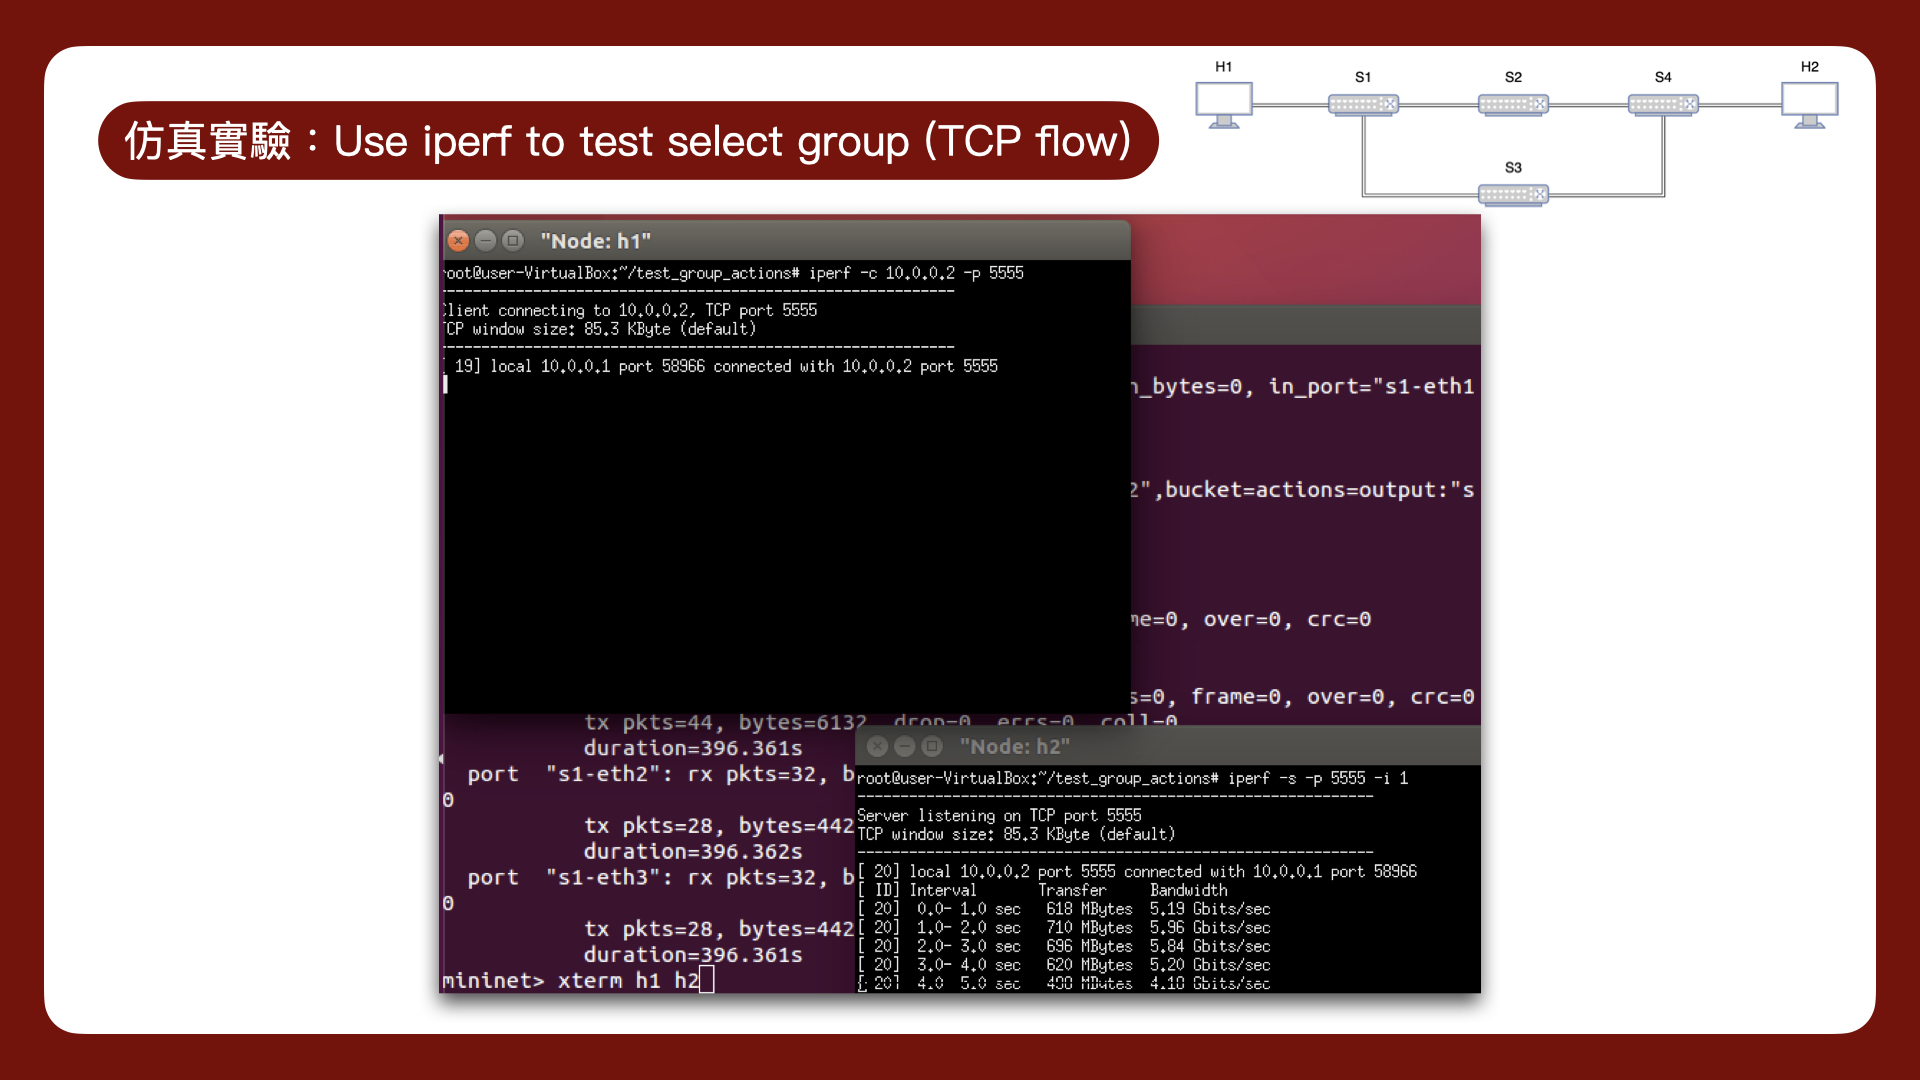 H1
S1
S2
S4
H2
S3
仿真實驗：Use iperf to test select group (TCP flow)
"Node: h1"
root@user-VirtualBox:~/test_group_actions# iperf -c 10.0.0.2 -p 5555
------------------------------------------------------------
Client connecting to 10.0.0.2, TCP port 5555
TCP window size: 85.3 KByte (default)
------------------------------------------------------------
[ 19] local 10.0.0.1 port 58966 connected with 10.0.0.2 port 5555
n_bytes=0, in_port="s1-eth1
2",bucket=actions=output:"s
me=0, over=0, crc=0
s=0, frame=0, over=0, crc=0
tx pkts=44, bytes=6132, drop=0, errs=0, coll=0
duration=396.361s
port "s1-eth2": rx pkts=32, b
0
tx pkts=28, bytes=442
duration=396.362s
port "s1-eth3": rx pkts=32, b
0
tx pkts=28, bytes=442
duration=396.361s
mininet> xterm h1 h2
"Node: h2"
root@user-VirtualBox:~/test_group_actions# iperf -s -p 5555 -i 1
------------------------------------------------------------
Server listening on TCP port 5555
TCP window size: 85.3 KByte (default)
------------------------------------------------------------
[ 20] local 10.0.0.2 port 5555 connected with 10.0.0.1 port 58966
[ ID] Interval Transfer Bandwidth
[ 20] 0.0- 1.0 sec 618 MBytes 5.19 Gbits/sec
[ 20] 1.0- 2.0 sec 710 MBytes 5.96 Gbits/sec
[ 20] 2.0- 3.0 sec 696 MBytes 5.84 Gbits/sec
[ 20] 3.0- 4.0 sec 620 MBytes 5.20 Gbits/sec
[ 20] 4.0- 5.0 sec MBytes Gbits/sec